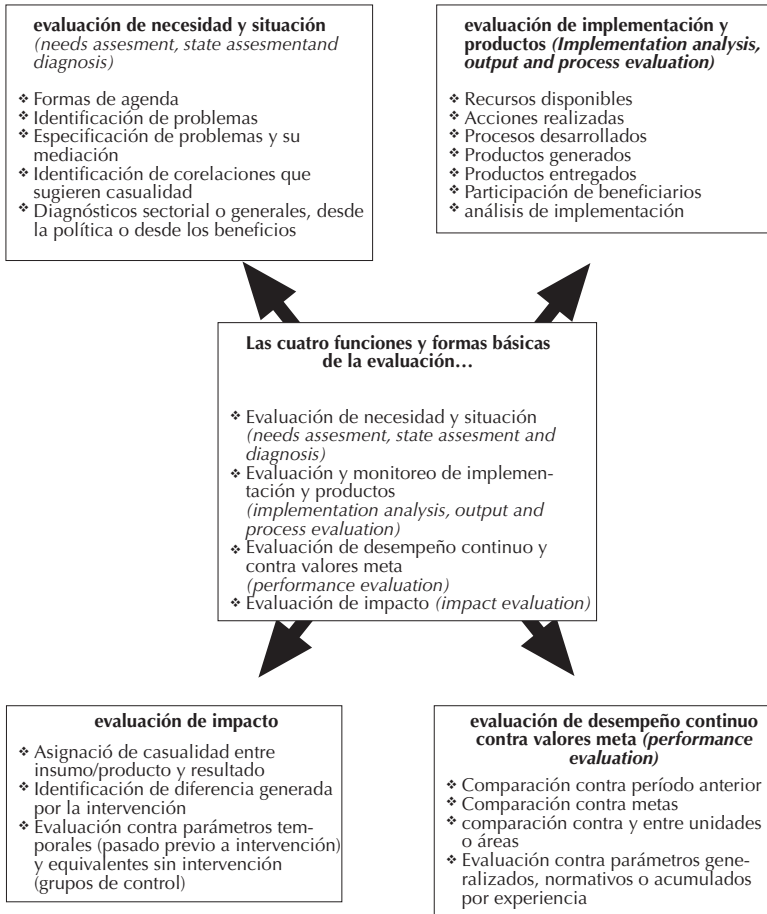 evaluación de necesidad y situación
(needs assesment, state assesmentand
diagnosis)
❖ Formas de agenda
❖ Identificación de problemas
❖ Especificación de problemas y su
mediación
❖ Identificación de corelaciones que
sugieren casualidad
❖ Diagnósticos sectorial o generales, desde
la política o desde los beneficios
evaluación de implementación y
productos (Implementation analysis,
output and process evaluation)
❖ Recursos disponibles
❖ Acciones realizadas
❖ Procesos desarrollados
❖ Productos generados
❖ Productos entregados
❖ Participación de beneficiarios
❖ análisis de implementación
Las cuatro funciones y formas básicas
de la evaluación…
❖ Evaluación de necesidad y situación
(needs assesment, state assesment and
diagnosis)
❖ Evaluación y monitoreo de implemen-
tación y productos
(implementation analysis, output and
process evaluation)
❖ Evaluación de desempeño continuo y
contra valores meta
(performance evaluation)
❖ Evaluación de impacto (impact evaluation)
evaluación de impacto
❖ Asignació de casualidad entre
insumo/producto y resultado
❖ Identificación de diferencia generada
por la intervención
❖ Evaluación contra parámetros tem-
porales (pasado previo a intervención)
y equivalentes sin intervención
(grupos de control)
evaluación de desempeño continuo
contra valores meta (performance
evaluation)
❖ Comparación contra período anterior
❖ Comparación contra metas
❖ comparación contra y entre unidades
o áreas
❖ Evaluación contra parámetros gene-
ralizados, normativos o acumulados
por experiencia